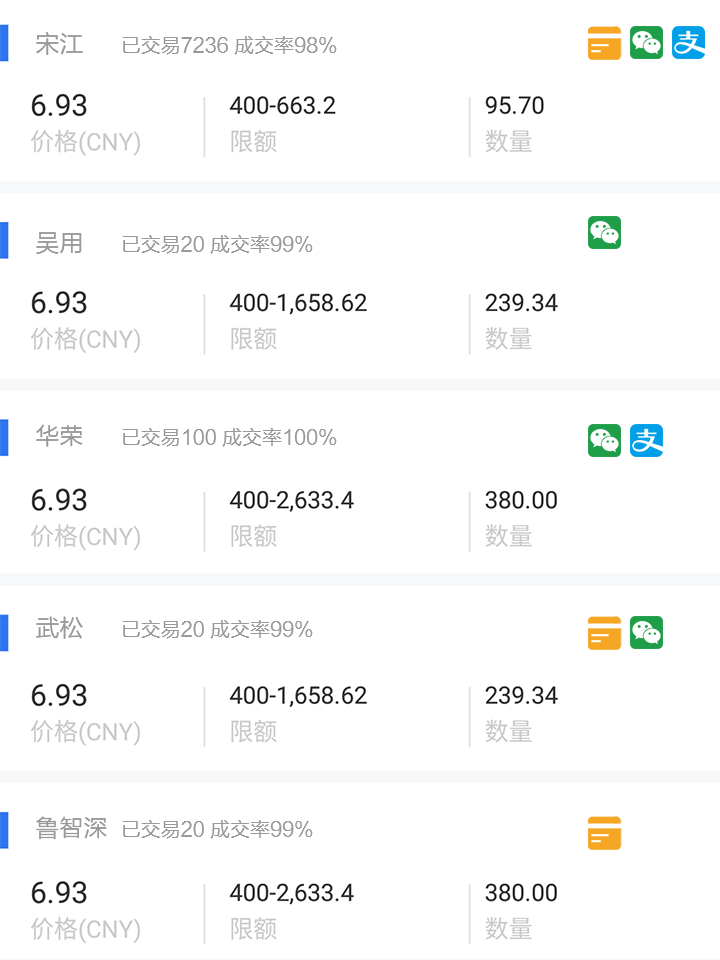 宋江 已交易7236 成交率98% 支
6.93 400-663.2 95.70
价格(CNY) 限额 数量
吴用 已交易20 成交率99%
6.93 400-1,658.62 239.34
价格(CNY) 限额 数量
华荣 已交易100 成交率100% 支
6.93 400-2,633.4 380.00
价格(CNY) 限额 数量
武松 已交易20 成交率99%
6.93 400-1,658.62 239.34
价格(CNY) 限额 数量
鲁智深 已交易20 成交率99%
6.93 400-2,633.4 380.00
价格(CNY) 限额 数量